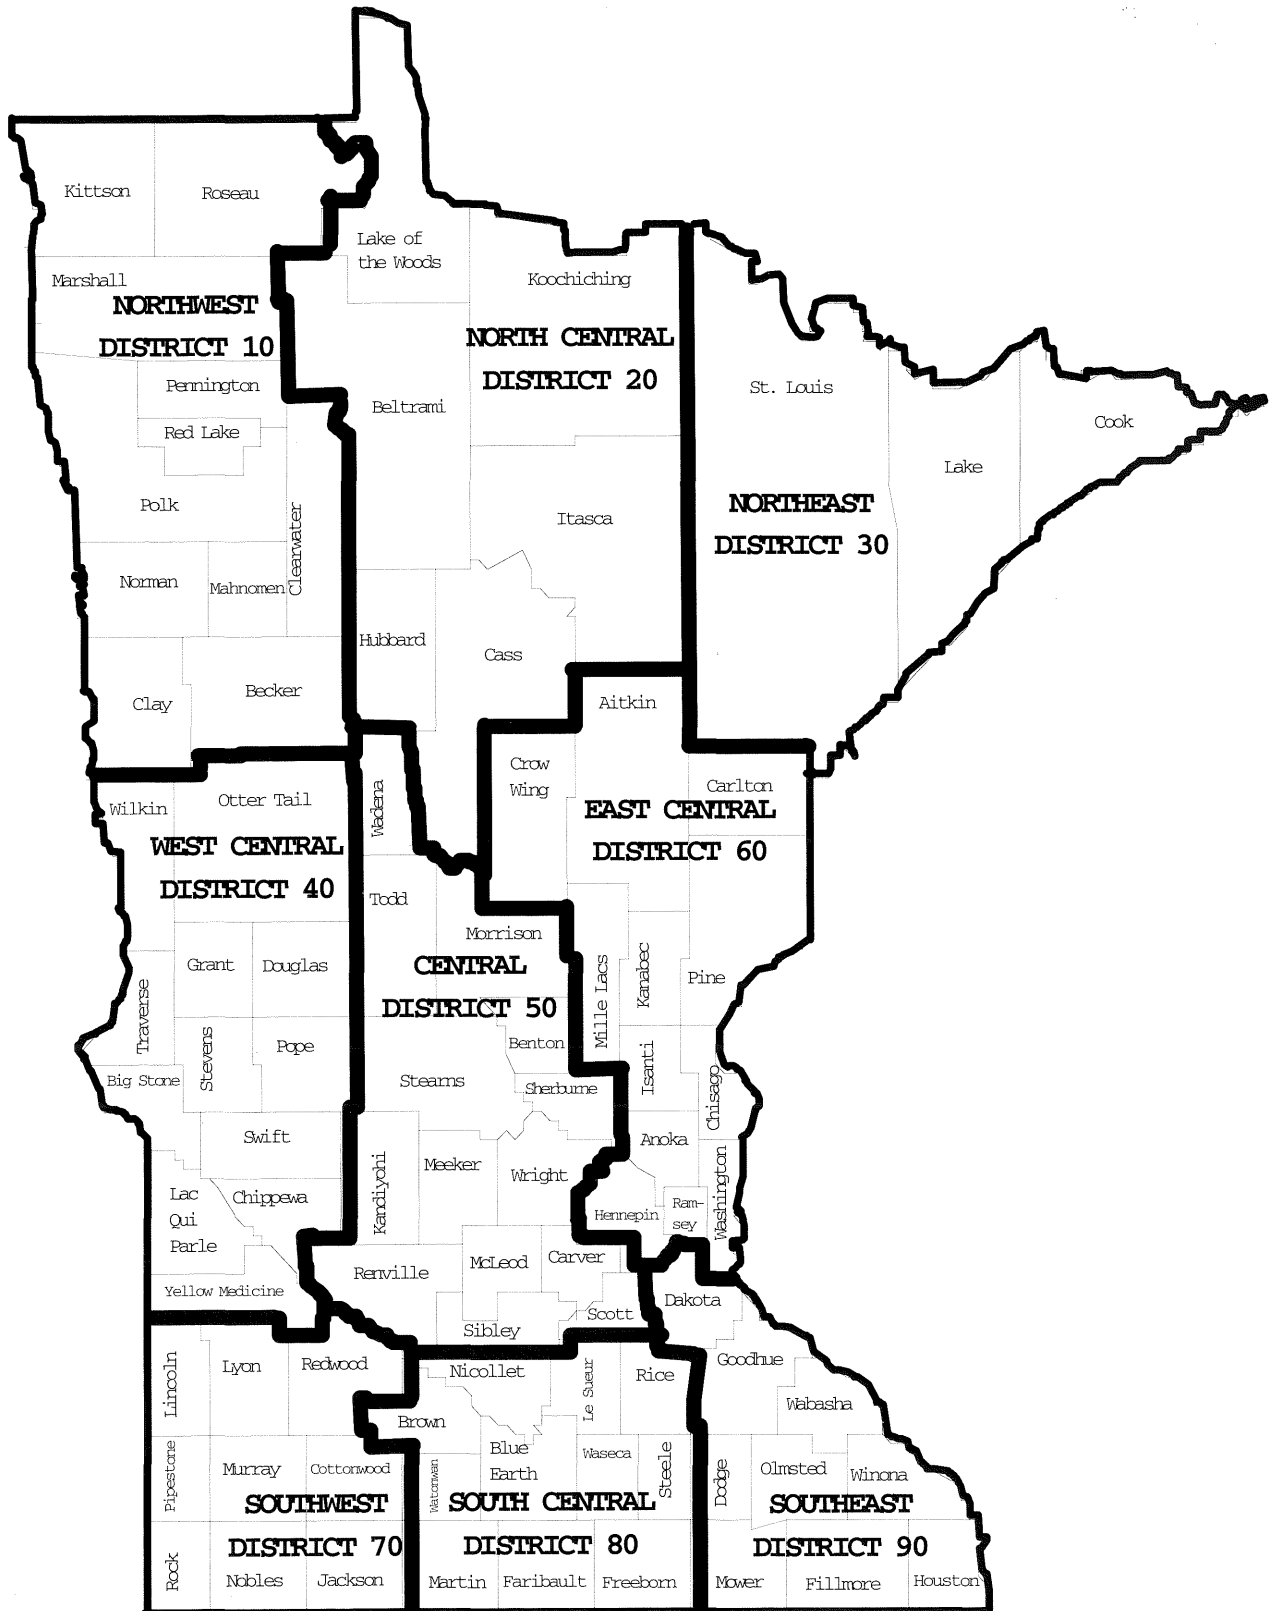 Kittson
Roseau
Lake of
the Woods
Koochiching
Marshall
NORTHWEST
DISTRICT 10
NORTH CENTRAL
DISTRICT 20
Pennington
Beltrami
St. Louis
Cook
Red Lake
Lake
Polk
Itasca
NORTHEAST
DISTRICT 30
Clearwater
Norman
Mahnomen
Hubbard
Cass
Clay
Becker
Aitkin
Crow
Wing
Carlton
Wilkin
Otter Tail
Wadena
EAST CENTRAL
DISTRICT 60
WEST CENTRAL
DISTRICT 40
Todd
Morrison
Grant
Douglas
CENTRAL
DISTRICT 50
Mille Lacs
Kanabec
Pine
Traverse
Stevens
Pope
Benton
Isanti
Chisago
Big Stone
Stearns
Sherburne
Swift
Anoka
Kandiyohi
Meeker
Wright
Washington
Lac
Qui
Parle
Chippewa
Hennepin
Ram-
sey
Renville
McLeod
Carver
Yellow Medicine
Sibley
Scott
Dakota
Lincoln
Lyon
Redwood
Nicollet
Le Sueur
Rice
Goodhue
Wabasha
Brown
Pipestone
Murray
Cottonwood
Watonwan
Blue
Earth
Waseca
Steele
Dodge
Olmsted
Winona
SOUTHWEST
DISTRICT 70
SOUTH CENTRAL
DISTRICT 80
SOUTHEAST
DISTRICT 90
Rock
Nobles
Jackson
Martin
Faribault
Freeborn
Mower
Fillmore
Houston